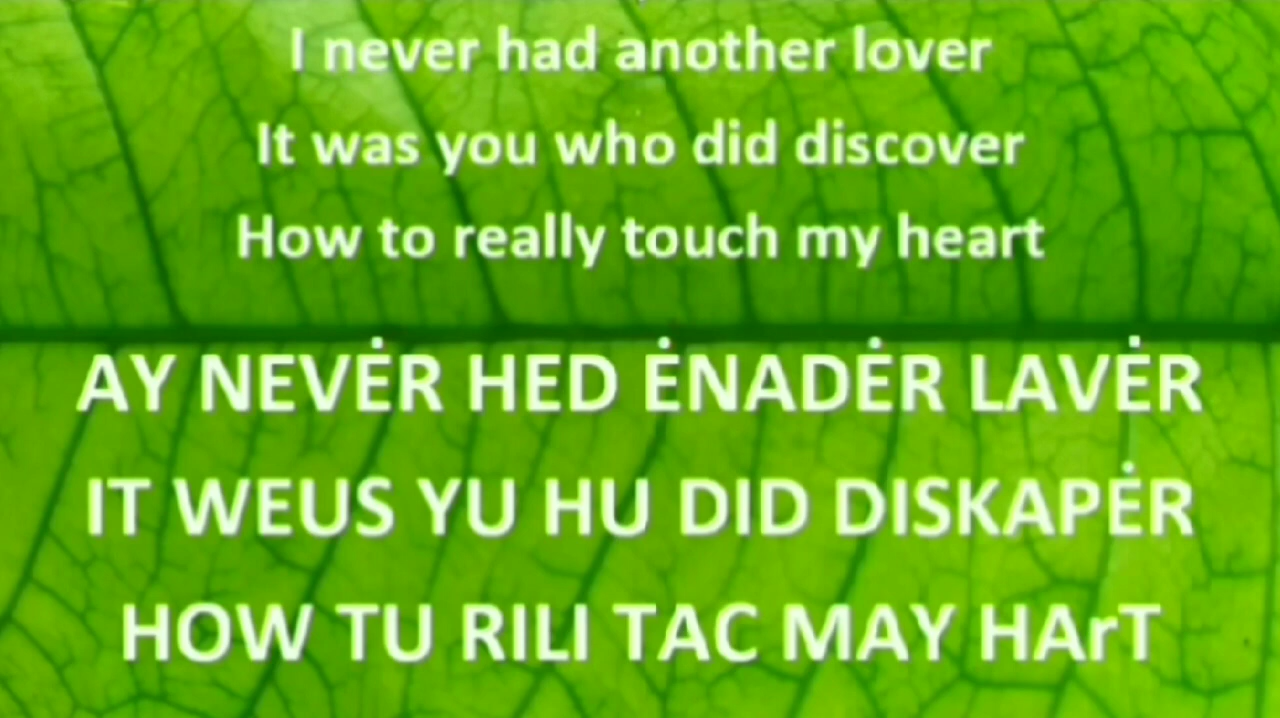 I never had another lover
It was you who did discover
How to really touch my heart
AY NEVĖR HED ĖNADĖR LAVĖR
IT WEUS YU HU DID DISKAPĖR
HOW TU RILI TAC MAY HArT